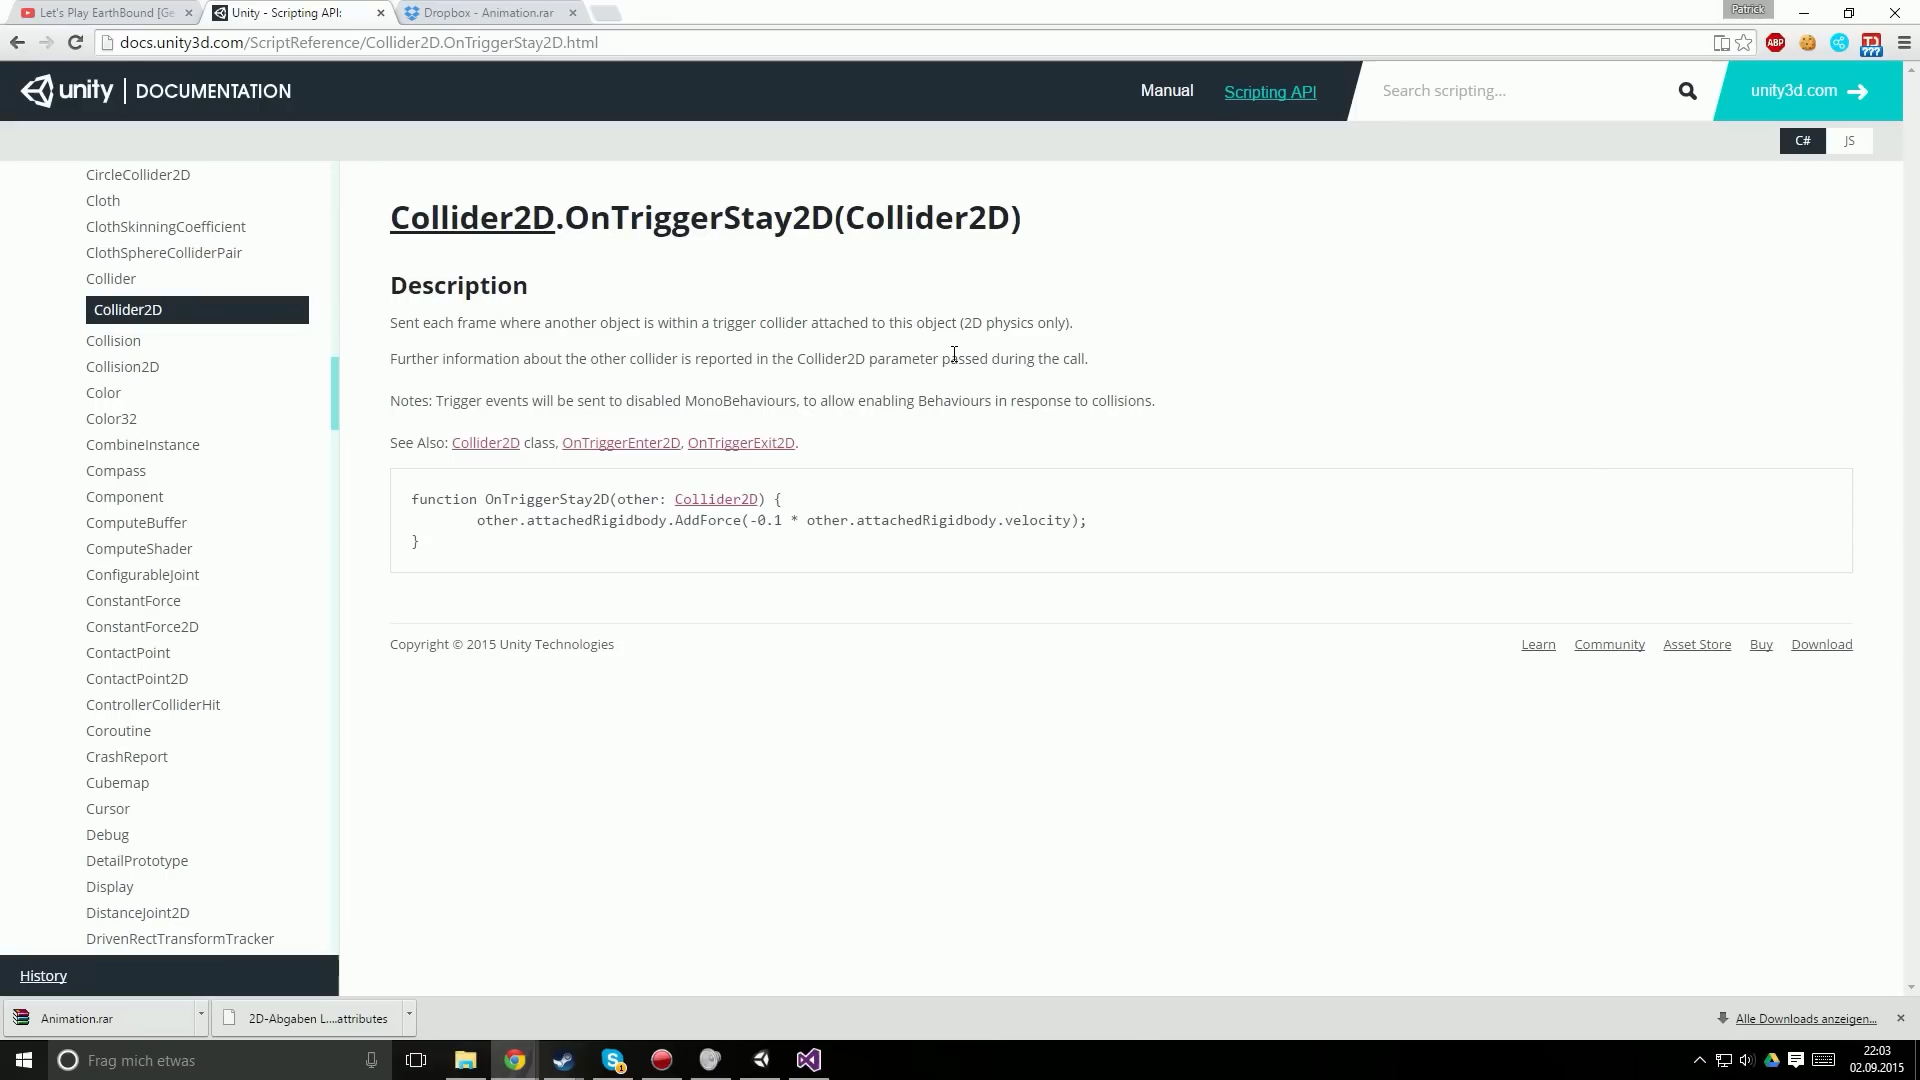 Let's Play EarthBound [Ge
Unity - Scripting API:
Dropbox - Animation.rar
Patrick
docs.unity3d.com/ScriptReference/Collider2D.OnTriggerStay2D.html
ABP
???
unity DOCUMENTATION
Manual
Scripting API
Search scripting...
unity3d.com
C#
JS
CircleCollider2D
Cloth
ClothSkinningCoefficient
ClothSphereColliderPair
Collider
Collider2D
Collision
Collision2D
Color
Color32
CombineInstance
Compass
Component
ComputeBuffer
ComputeShader
ConfigurableJoint
ConstantForce
ConstantForce2D
ContactPoint
ContactPoint2D
ControllerColliderHit
Coroutine
CrashReport
Cubemap
Cursor
Debug
DetailPrototype
Display
DistanceJoint2D
DrivenRectTransformTracker
History
Collider2D.OnTriggerStay2D(Collider2D)
Description
Sent each frame where another object is within a trigger collider attached to this object (2D physics only).
Further information about the other collider is reported in the Collider2D parameter passed during the call.
Notes: Trigger events will be sent to disabled MonoBehaviours, to allow enabling Behaviours in response to collisions.
See Also: Collider2D class, OnTriggerEnter2D, OnTriggerExit2D.
function OnTriggerStay2D(other: Collider2D) {
other.attachedRigidbody.AddForce(-0.1 * other.attachedRigidbody.velocity);
}
Copyright © 2015 Unity Technologies
Learn
Community
Asset Store
Buy
Download
Animation.rar
2D-Abgaben L....attributes
Alle Downloads anzeigen...
Frag mich etwas
22:03
02.09.2015